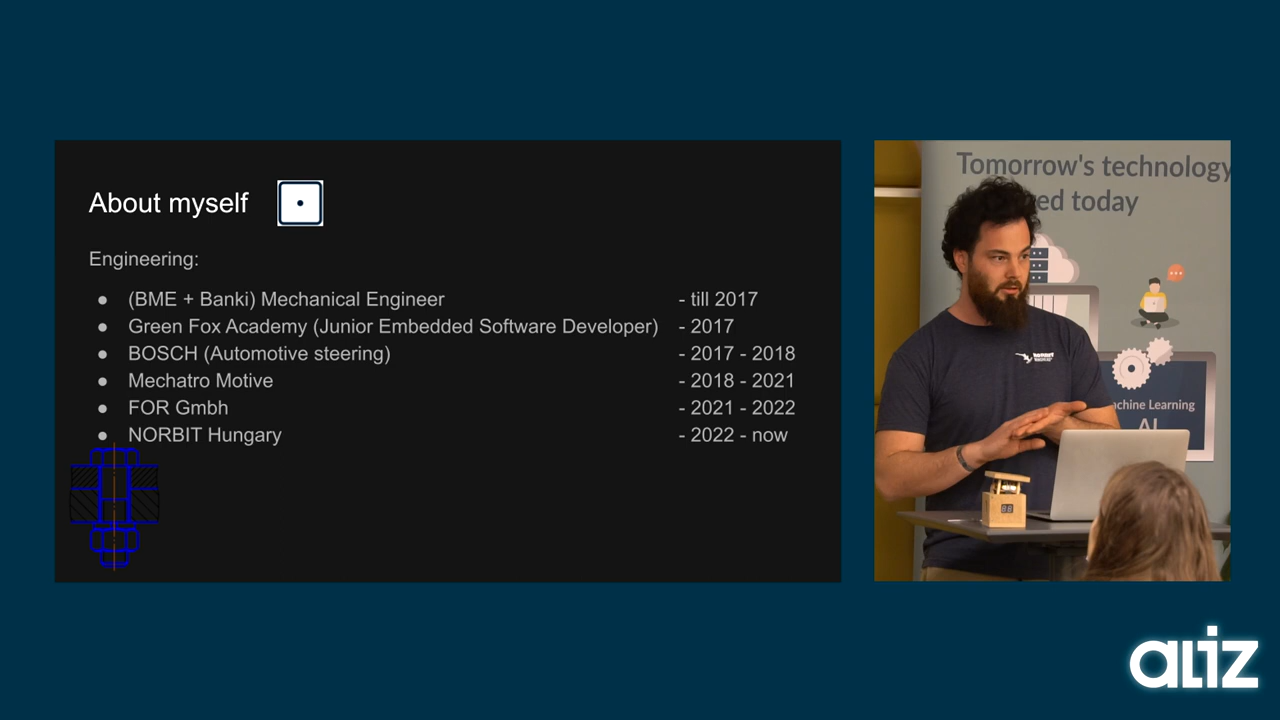 About myself
Engineering:
● (BME + Banki) Mechanical Engineer - till 2017
● Green Fox Academy (Junior Embedded Software Developer) - 2017
● BOSCH (Automotive steering) - 2017 - 2018
● Mechatro Motive - 2018 - 2021
● FOR Gmbh - 2021 - 2022
● NORBIT Hungary - 2022 - now
Tomorrow's technology
ed today
achine Learning
AI
88
aliz